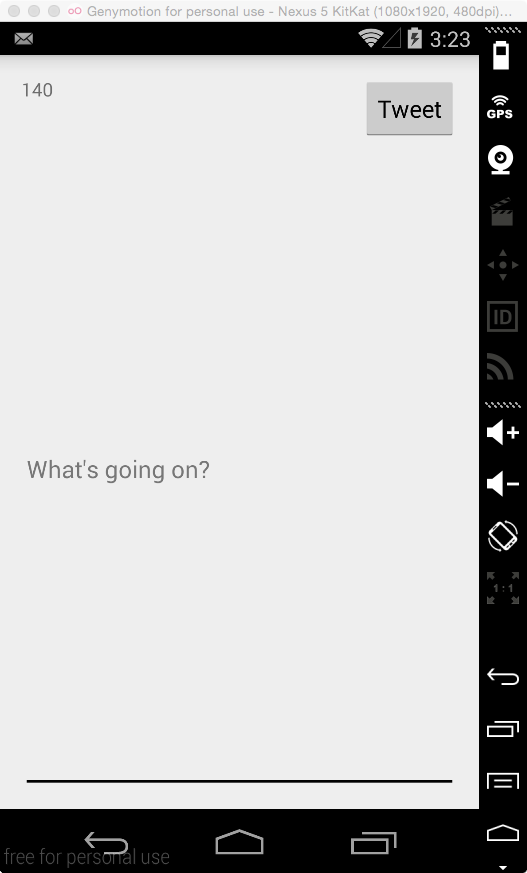 Genymotion for personal use - Nexus 5 KitKat (1080x1920, 480dpi)...
3:23
140
Tweet
GPS
ID
What's going on?
1:1
free for personal use